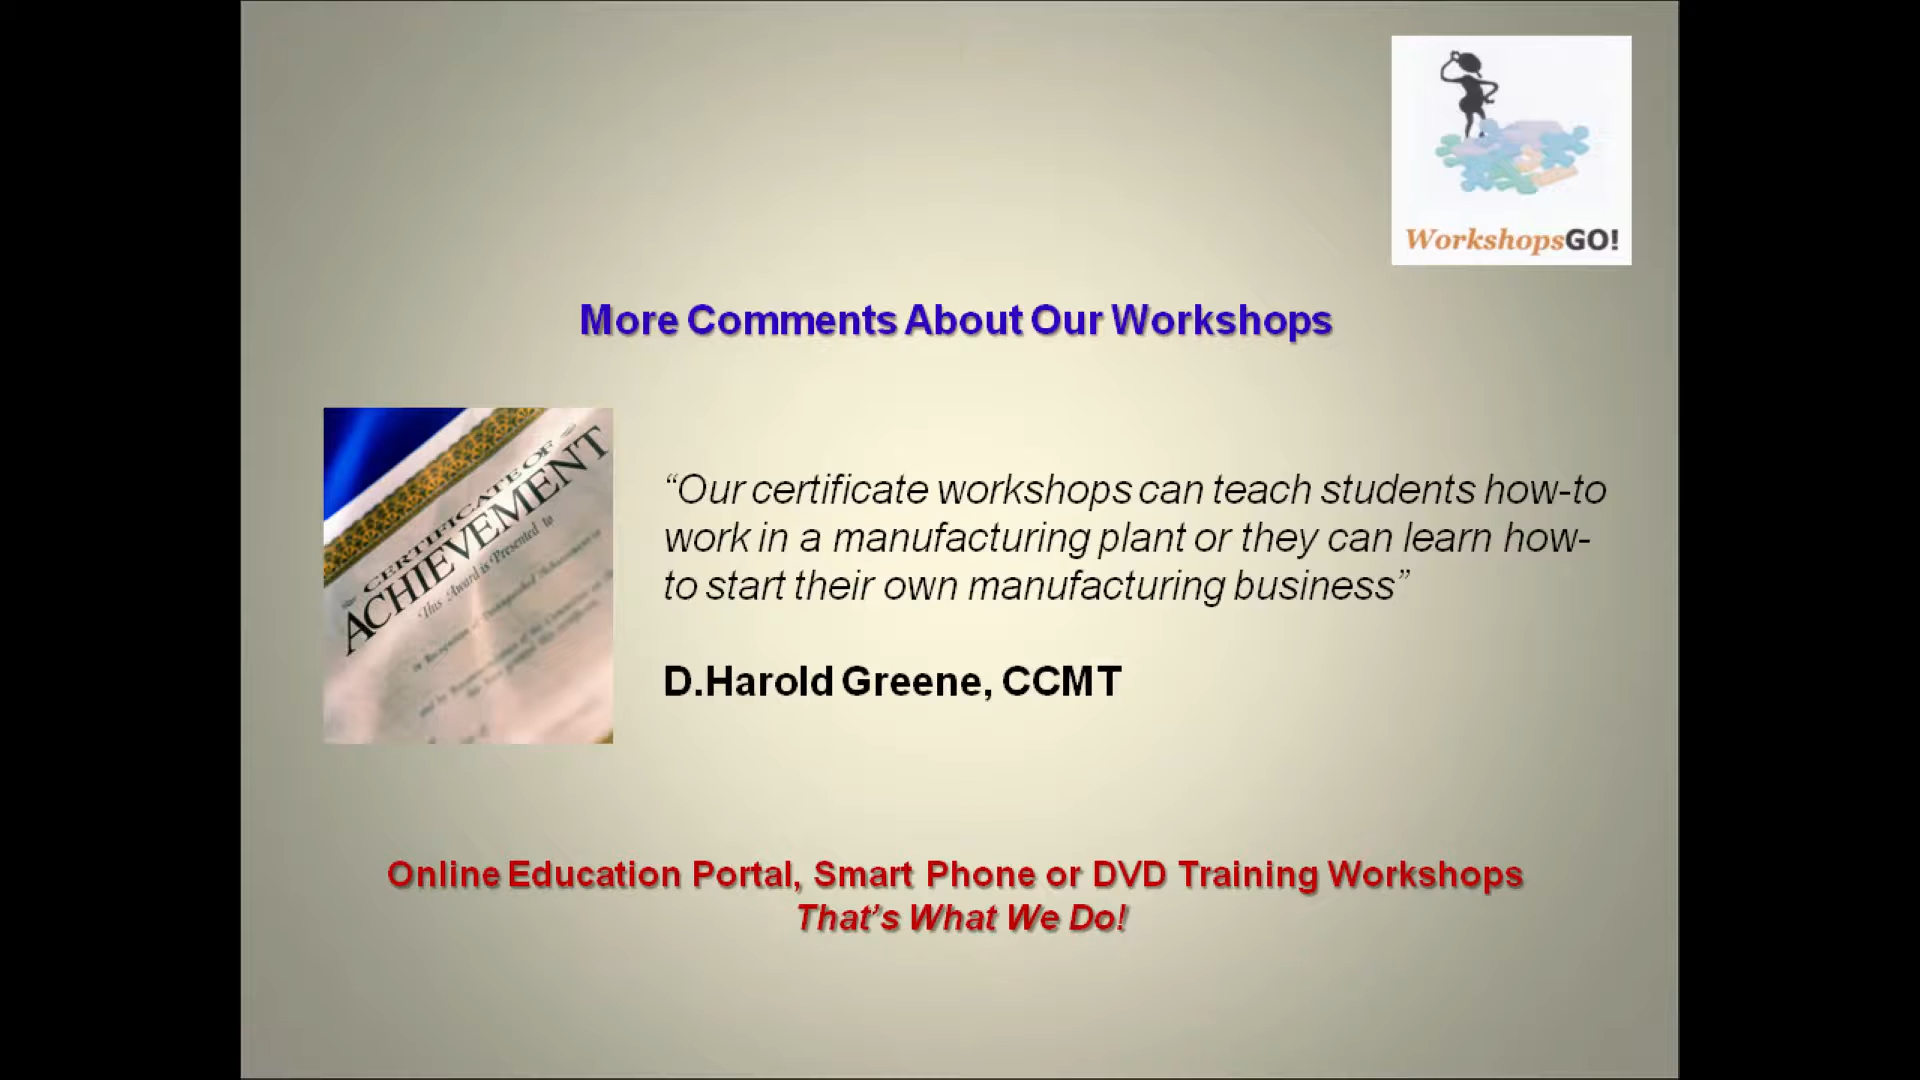 WorkshopsGO!
More Comments About Our Workshops
CERTIFICATE OF
ACHIEVEMENT
This Award is Presented to
“Our certificate workshops can teach students how-to
work in a manufacturing plant or they can learn how-
to start their own manufacturing business”
D.Harold Greene, CCMT
Online Education Portal, Smart Phone or DVD Training Workshops
That’s What We Do!